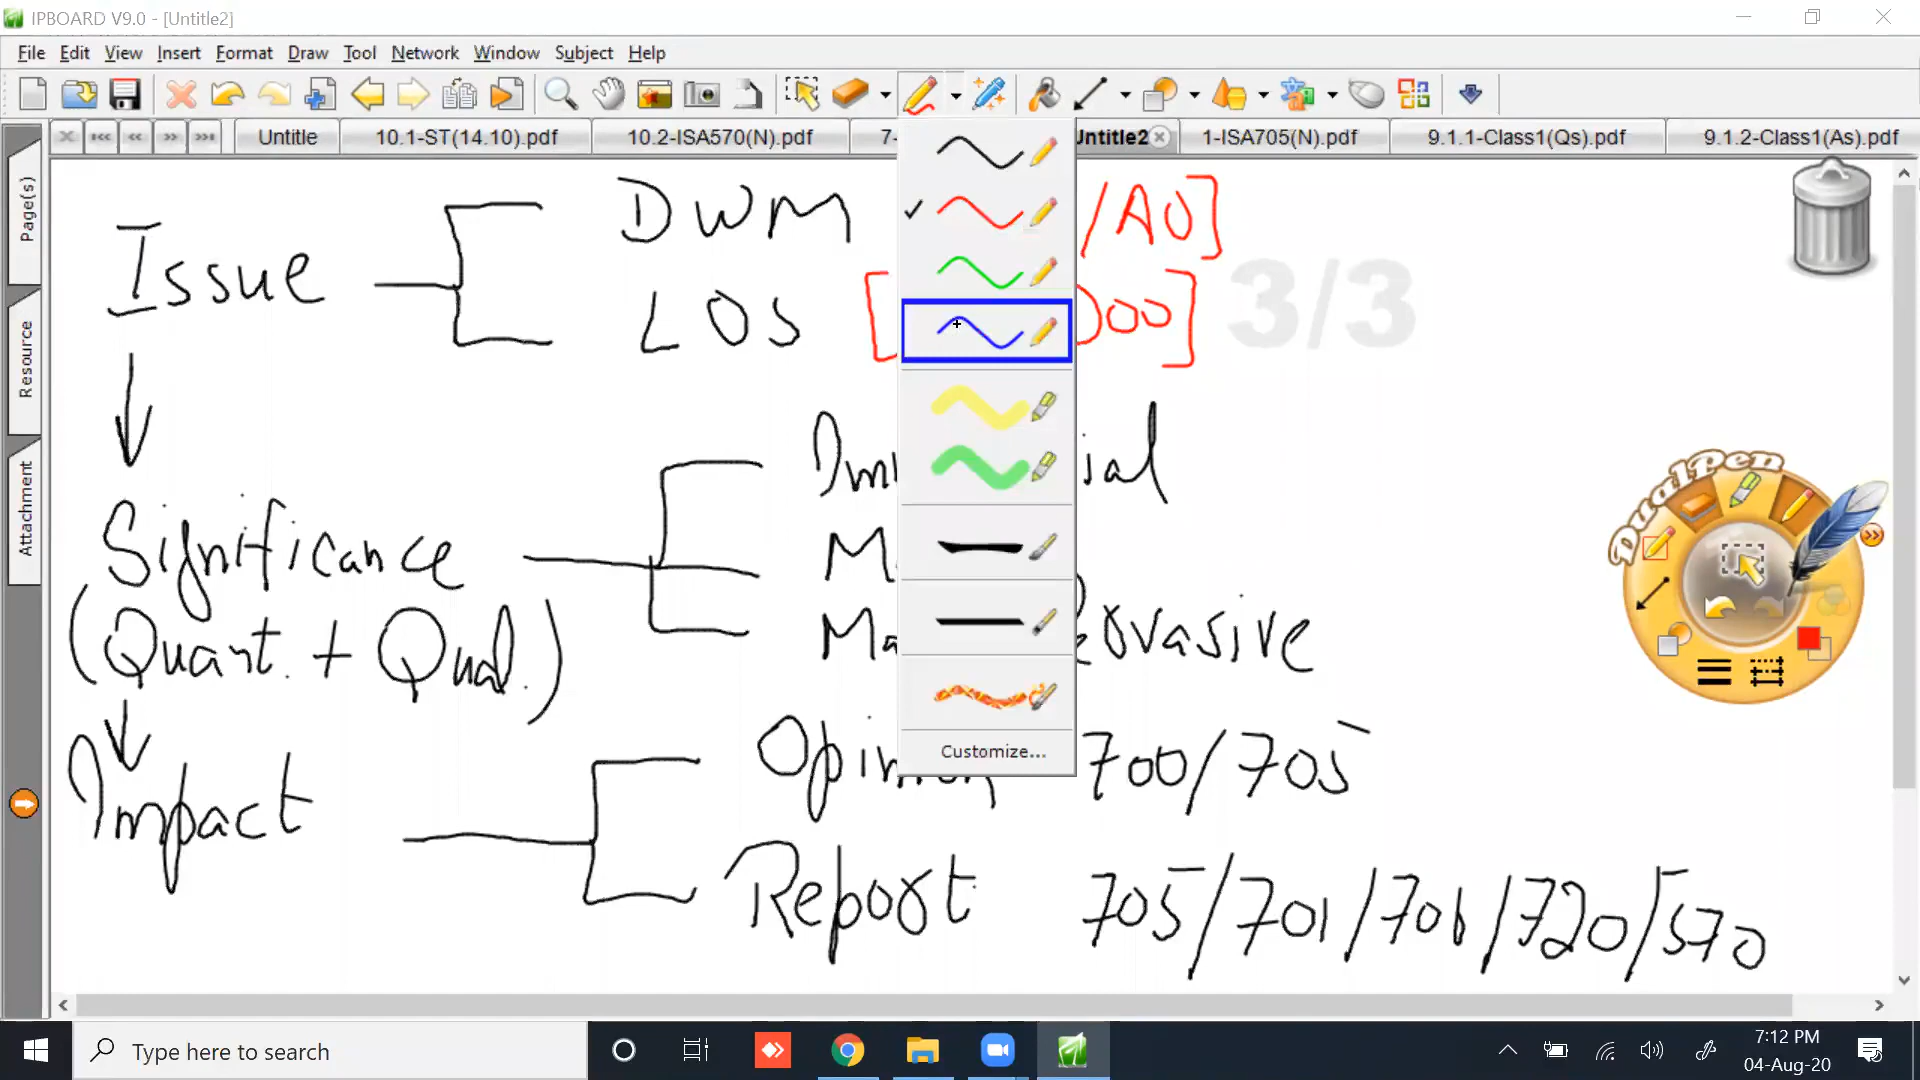 IPBOARD V9.0 - [Untitle2]
File Edit View Insert Format Draw Tool Network Window Subject Help
Untitle 10.1-ST(14.10).pdf 10.2-ISA570(N).pdf 7- Untitle2 1-ISA705(N).pdf 9.1.1-Class1(Qs).pdf 9.1.2-Class1(As).pdf
Page(s)
Resource
Attachment
Issue
DWM /AO]
LOS [
3/3
DualPen
Significance
(Quant. + Qual.)
Pervasive
Customize...
Impact
Opinion 700/705
Report 705/701/706/720/570
Type here to search
7:12 PM
04-Aug-20